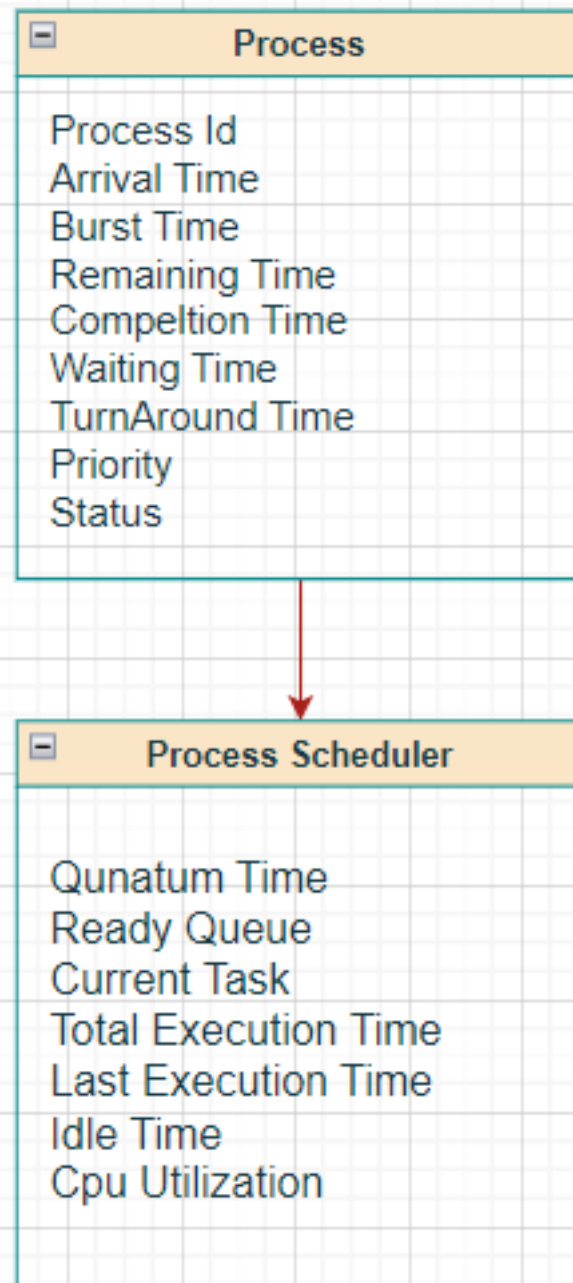 Process
Process Id
Arrival Time
Burst Time
Remaining Time
Compeltion Time
Waiting Time
TurnAround Time
Priority
Status
Process Scheduler
Qunatum Time
Ready Queue
Current Task
Total Execution Time
Last Execution Time
Idle Time
Cpu Utilization